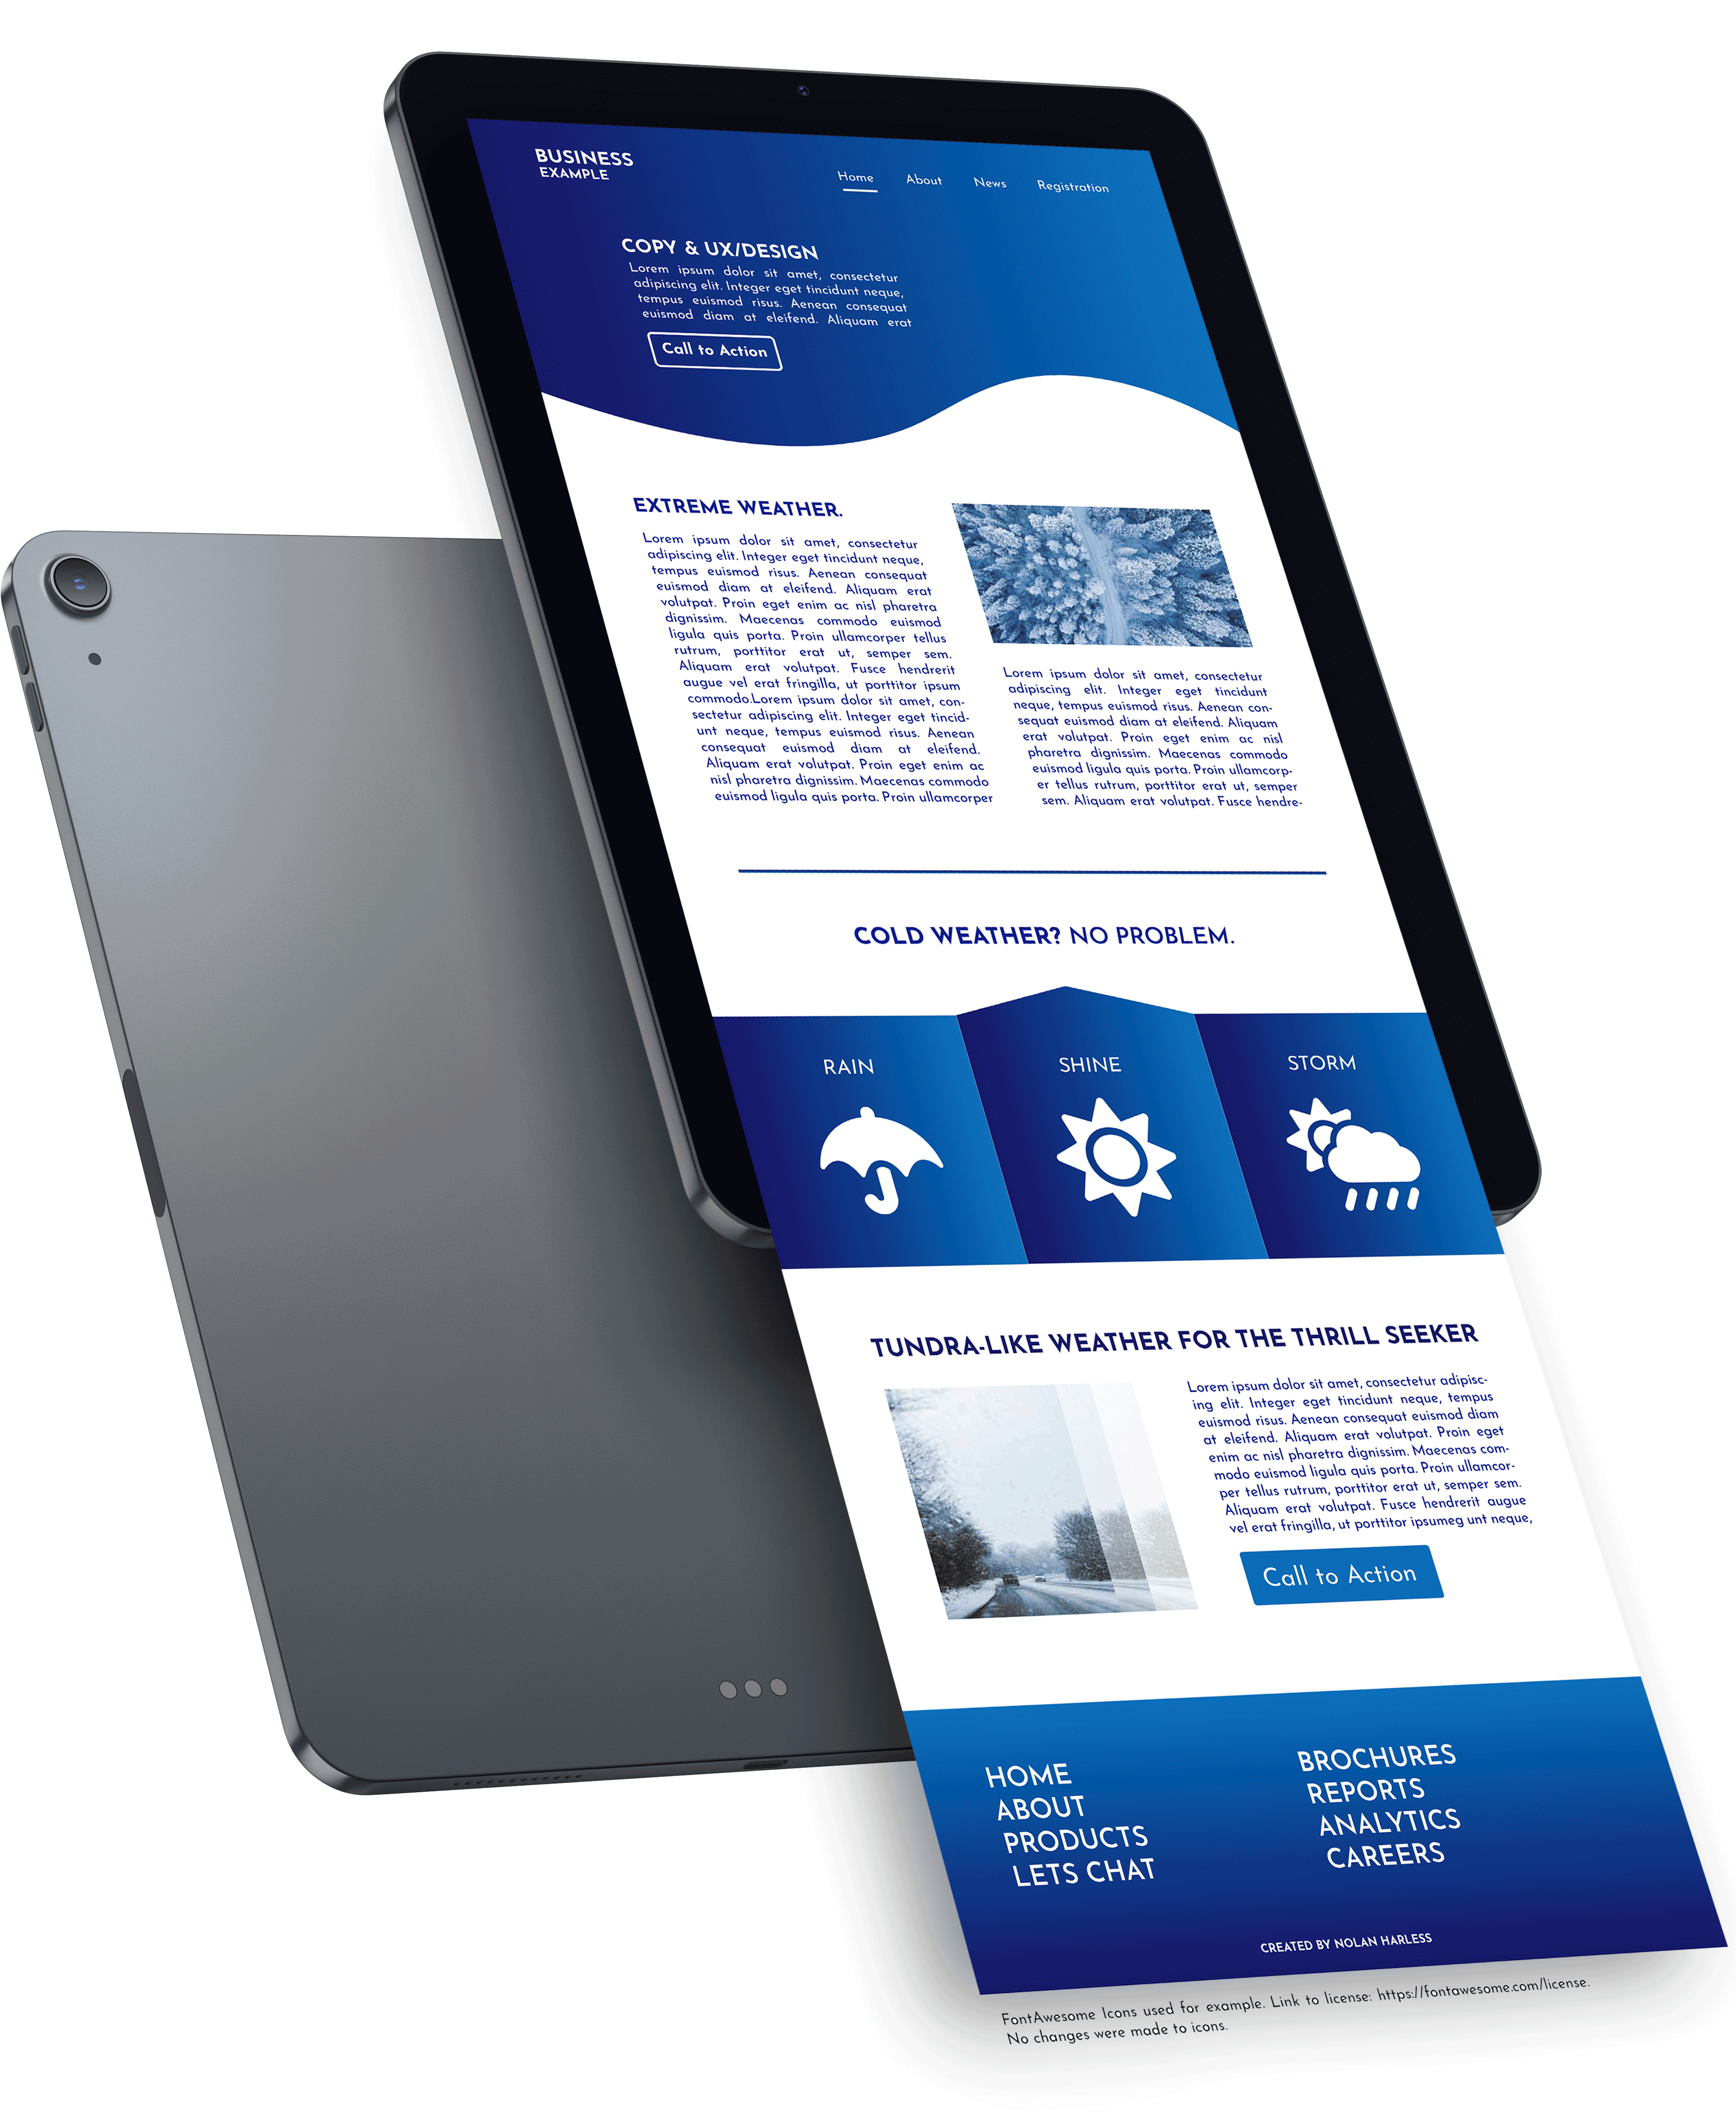 BUSINESS
EXAMPLE
Home About News Registration
COPY & UX/DESIGN
Lorem ipsum dolor sit amet, consectetur
adipiscing elit. Integer eget tincidunt neque,
tempus euismod risus. Aenean consequat
euismod diam at eleifend. Aliquam erat
Call to Action
EXTREME WEATHER.
Lorem ipsum dolor sit amet, consectetur
adipiscing elit. Integer eget tincidunt neque,
tempus euismod risus. Aenean consequat
euismod diam at eleifend. Aliquam erat
volutpat. Proin eget enim ac nisl pharetra
dignissim. Maecenas commodo euismod
ligula quis porta. Proin ullamcorper tellus
rutrum, porttitor erat ut, semper sem.
Aliquam erat volutpat. Fusce hendrerit
augue vel erat fringilla, ut porttitor ipsum
commodo.Lorem ipsum dolor sit amet, con-
sectetur adipiscing elit. Integer eget tincid-
unt neque, tempus euismod risus. Aenean
consequat euismod diam at eleifend.
Aliquam erat volutpat. Proin eget enim ac
nisl pharetra dignissim. Maecenas commodo
euismod ligula quis porta. Proin ullamcorper
Lorem ipsum dolor sit amet, consectetur
adipiscing elit. Integer eget tincidunt
neque, tempus euismod risus. Aenean con-
sequat euismod diam at eleifend. Aliquam
erat volutpat. Proin eget enim ac nisl
pharetra dignissim. Maecenas commodo
euismod ligula quis porta. Proin ullamcorp-
er tellus rutrum, porttitor erat ut, semper
sem. Aliquam erat volutpat. Fusce hendre-
COLD WEATHER? NO PROBLEM.
RAIN
SHINE
STORM
TUNDRA-LIKE WEATHER FOR THE THRILL SEEKER
Lorem ipsum dolor sit amet, consectetur adipisc-
ing elit. Integer eget tincidunt neque, tempus
euismod risus. Aenean consequat euismod diam
at eleifend. Aliquam erat volutpat. Proin eget
enim ac nisl pharetra dignissim. Maecenas com-
modo euismod ligula quis porta. Proin ullamcor-
per tellus rutrum, porttitor erat ut, semper sem.
Aliquam erat volutpat. Fusce hendrerit augue
vel erat fringilla, ut porttitor ipsumeg unt neque,
Call to Action
HOME
ABOUT
PRODUCTS
LETS CHAT
BROCHURES
REPORTS
ANALYTICS
CAREERS
CREATED BY NOLAN HARLESS
FontAwesome Icons used for example. Link to license: https://fontawesome.com/license.
No changes were made to icons.